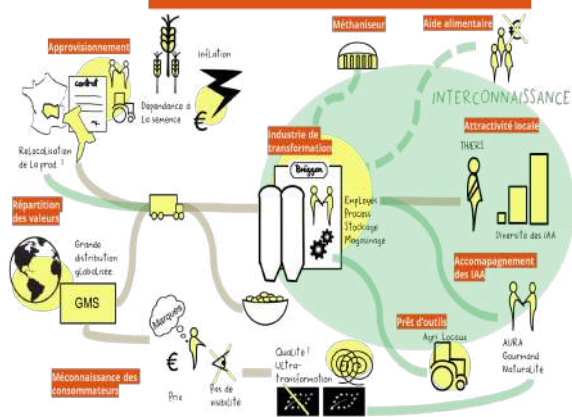 Approvisionnement
Inflation
Méthaniseur
Aide alimentaire
contrat
Dépendance à
La semence
INTERCONNAISSANCE
Relocalisation
de La prod. ?
Industrie de
transformation
Brüggen
Attractivité locale
THIERS
Employés
Process
Stockage
Magasinage
Diversité des IAA
Répartition
des valeurs
Grande
distribution
globalisée
GMS
Accomapagnement
des IAA
Marques
Prêt d'outils
Agri Locaux
AURA
Gourmand
Naturalité
Qualité ?
Ultra-
transformation
Méconnaissance des
consommateurs
Prix
Pas de
visibilité